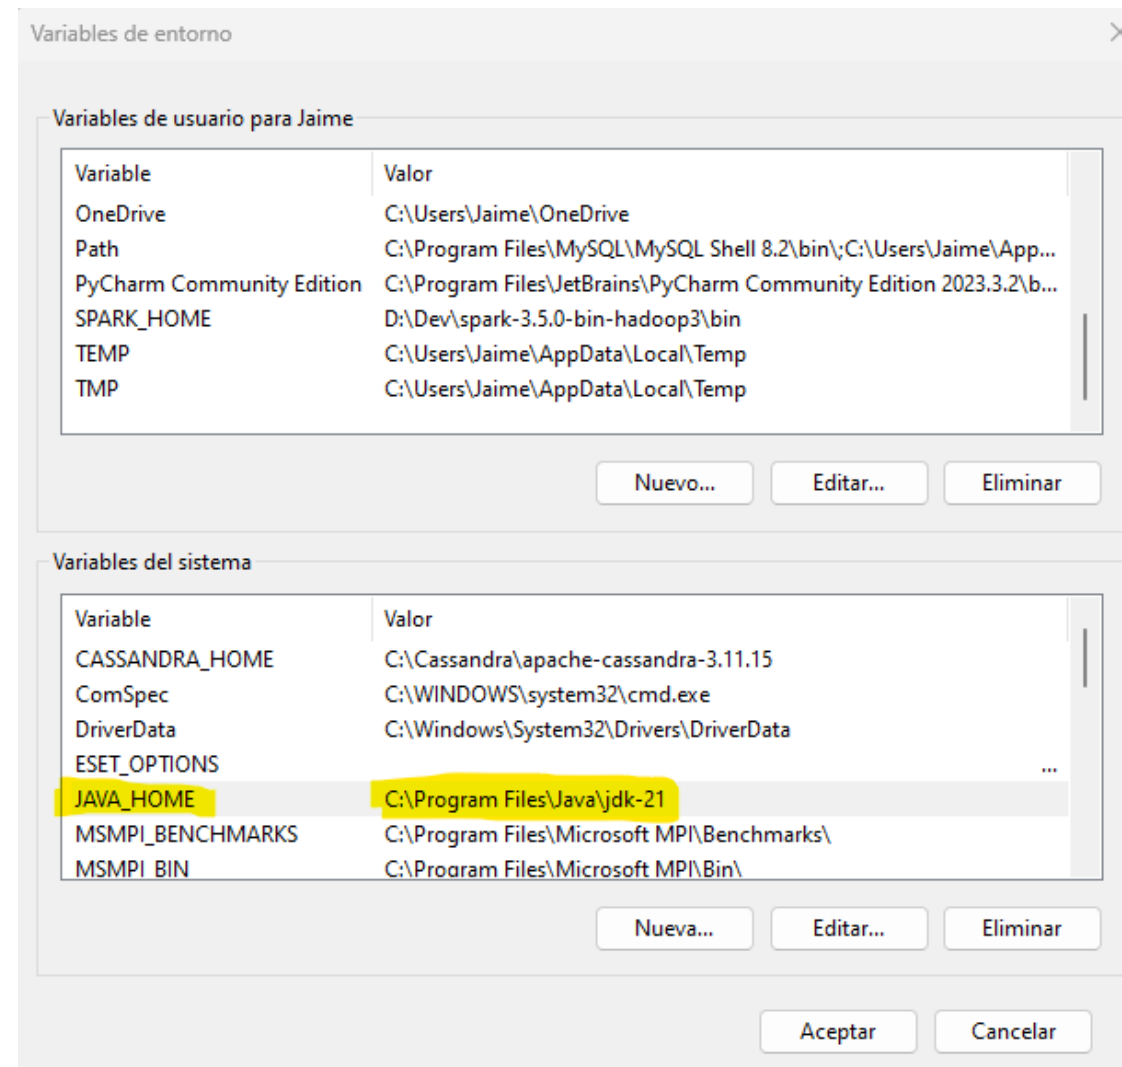 Variables de entorno
Variables de usuario para Jaime
Variable Valor
OneDrive C:\Users\Jaime\OneDrive
Path C:\Program Files\MySQL\MySQL Shell 8.2\bin\;C:\Users\Jaime\App...
PyCharm Community Edition C:\Program Files\JetBrains\PyCharm Community Edition 2023.3.2\b...
SPARK_HOME D:\Dev\spark-3.5.0-bin-hadoop3\bin
TEMP C:\Users\Jaime\AppData\Local\Temp
TMP C:\Users\Jaime\AppData\Local\Temp
Nuevo... Editar... Eliminar
Variables del sistema
Variable Valor
CASSANDRA_HOME C:\Cassandra\apache-cassandra-3.11.15
ComSpec C:\WINDOWS\system32\cmd.exe
DriverData C:\Windows\System32\Drivers\DriverData
ESET_OPTIONS ...
JAVA_HOME C:\Program Files\Java\jdk-21
MSMPI_BENCHMARKS C:\Program Files\Microsoft MPI\Benchmarks\
MSMPI_BIN C:\Program Files\Microsoft MPI\Bin\
Nueva... Editar... Eliminar
Aceptar Cancelar